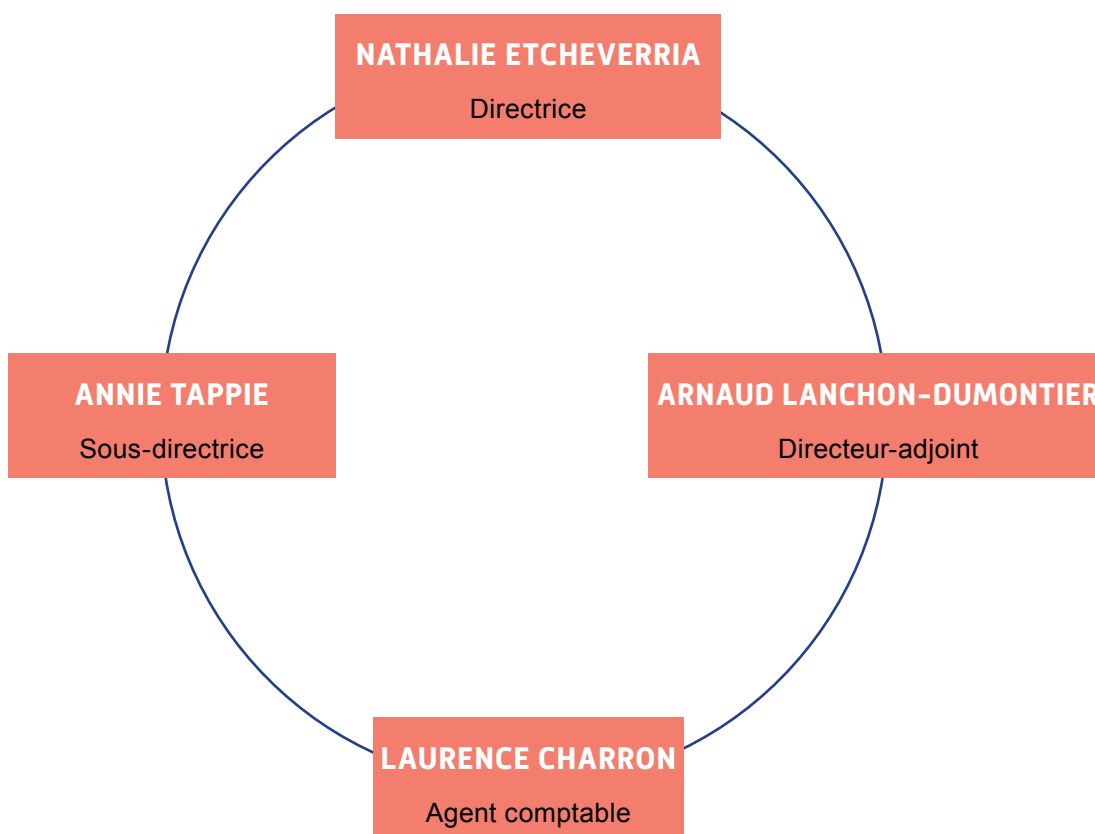 NATHALIE ETCHEVERRIA
Directrice
ANNIE TAPPIE
Sous-directrice
ARNAUD LANCHON-DUMONTIER
Directeur-adjoint
LAURENCE CHARRON
Agent comptable